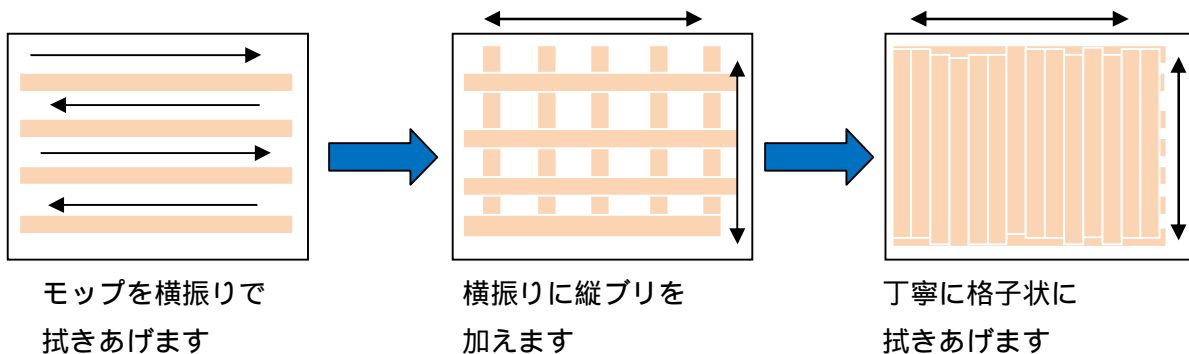 モップを横振りで
拭きあげます
横振りに縦ブリを
加えます
丁寧に格子状に
拭きあげます